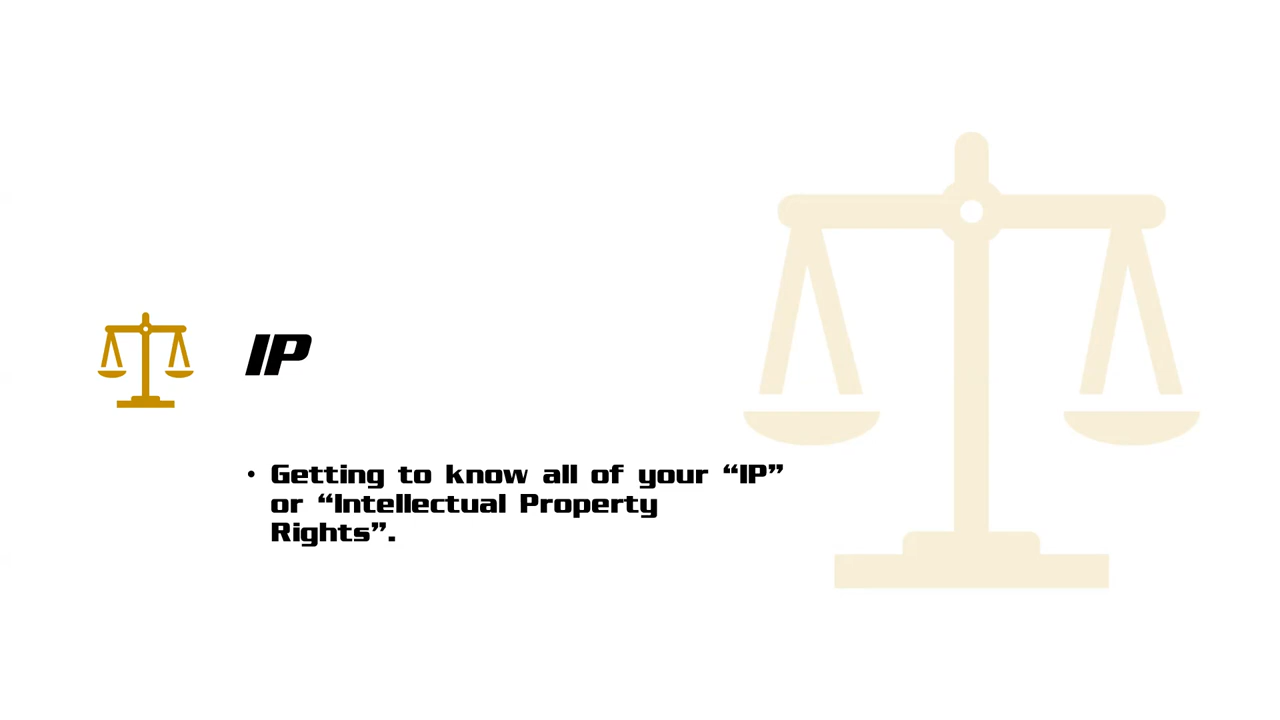 IP
• Getting to know all of your “IP”
or “Intellectual Property
Rights”.